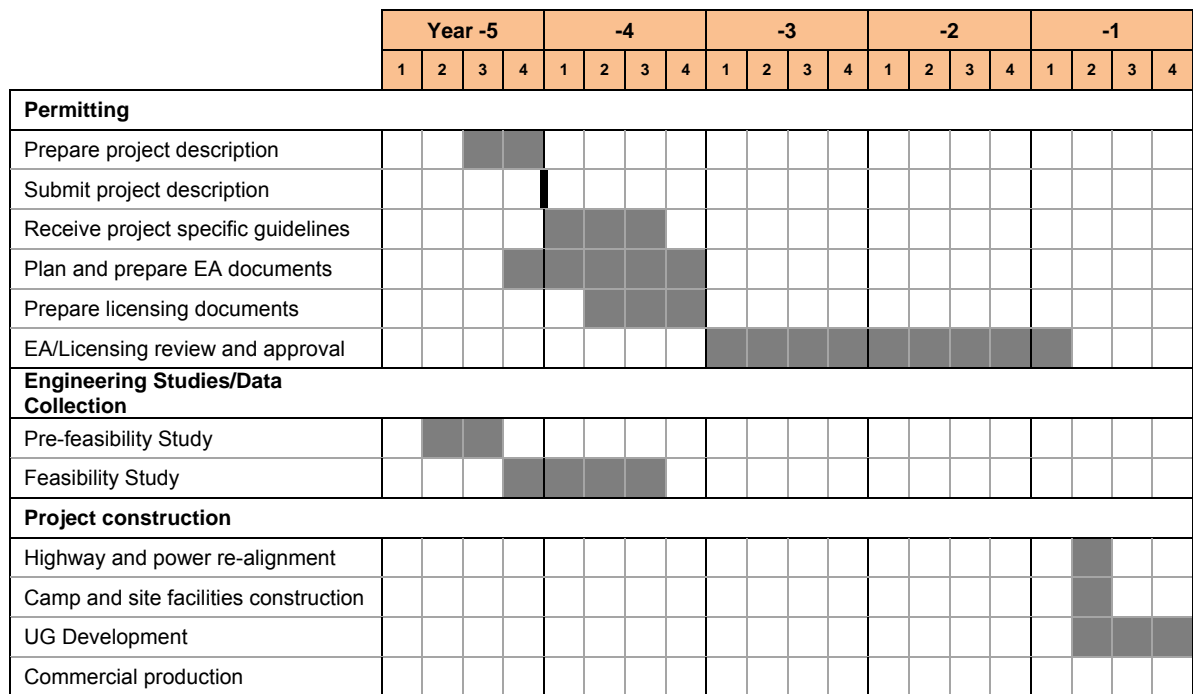 Year -5 -4 -3 -2 -1
1 2 3 4 1 2 3 4 1 2 3 4 1 2 3 4 1 2 3 4
Permitting
Prepare project description
Submit project description
Receive project specific guidelines
Plan and prepare EA documents
Prepare licensing documents
EA/Licensing review and approval
Engineering Studies/Data
Collection
Pre-feasibility Study
Feasibility Study
Project construction
Highway and power re-alignment
Camp and site facilities construction
UG Development
Commercial production